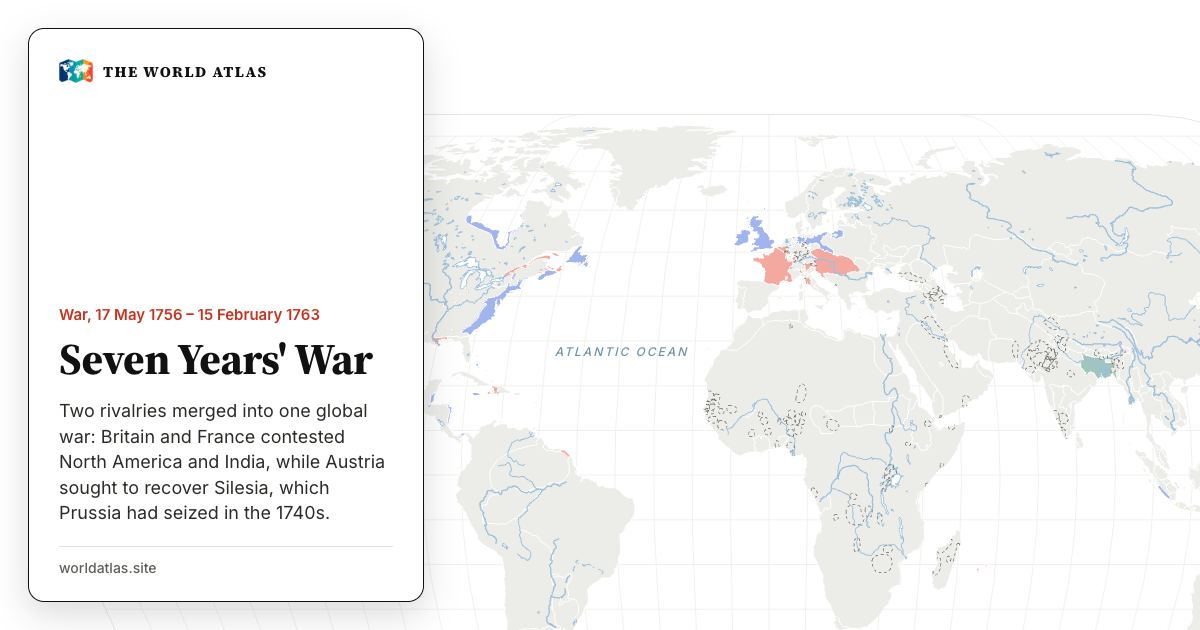 THE WORLD ATLAS
War, 17 May 1756 – 15 February 1763
Seven Years' War
Two rivalries merged into one global
war: Britain and France contested
North America and India, while Austria
sought to recover Silesia, which
Prussia had seized in the 1740s.
worldatlas.site
ATLANTIC OCEAN